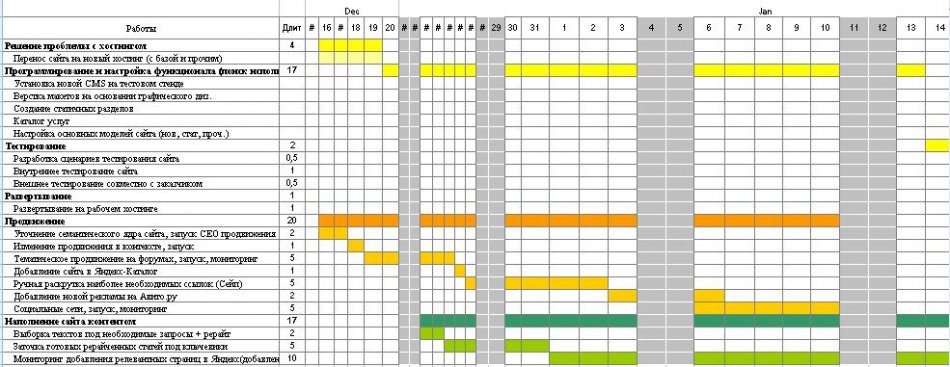 Dec Jan
Работы Длит # 16 # 18 19 20 # # # # # # # 29 30 31 1 2 3 4 5 6 7 8 9 10 11 12 13 14
Решение проблемы с хостингом 4
Перенос сайта на новый хостинг (с базой и прочим)
Программирование и настройка функционала (поиск исполн 17
Установка новой CMS на тестовом стенде
Верстка макетов на основании графического диз.
Создание статичных разделов
Каталог услуг
Настройка основных моделей сайта (нов, стат, проч.)
Тестирование 2
Разработка сценариев тестирования сайта 0,5
Внутреннее тестирование сайта 1
Внешнее тестирование совместно с заказчиком 0,5
Развертывание 1
Развертывание на рабочем хостинге 1
Продвижение 20
Уточнение семантического ядра сайта, запуск СЕО продвижения 2
Изменение продвижения в контексте, запуск 1
Тематическое продвижение на форумах, запуск, мониторинг 5
Добавление сайта в Яндекс-Каталог 1
Ручная раскрутка наиболее необходимых ссылок (Сейп) 5
Добавление новой рекламы на Авито.ру 2
Социальные сети, запуск, мониторинг 5
Наполнение сайта контентом 17
Выборка текстов под необходимые запросы + рерайт 2
Заточка готовых рерайченных статей под ключевики 5
Мониторинг добавления релевантных страниц в Яндекс(добавлен 10